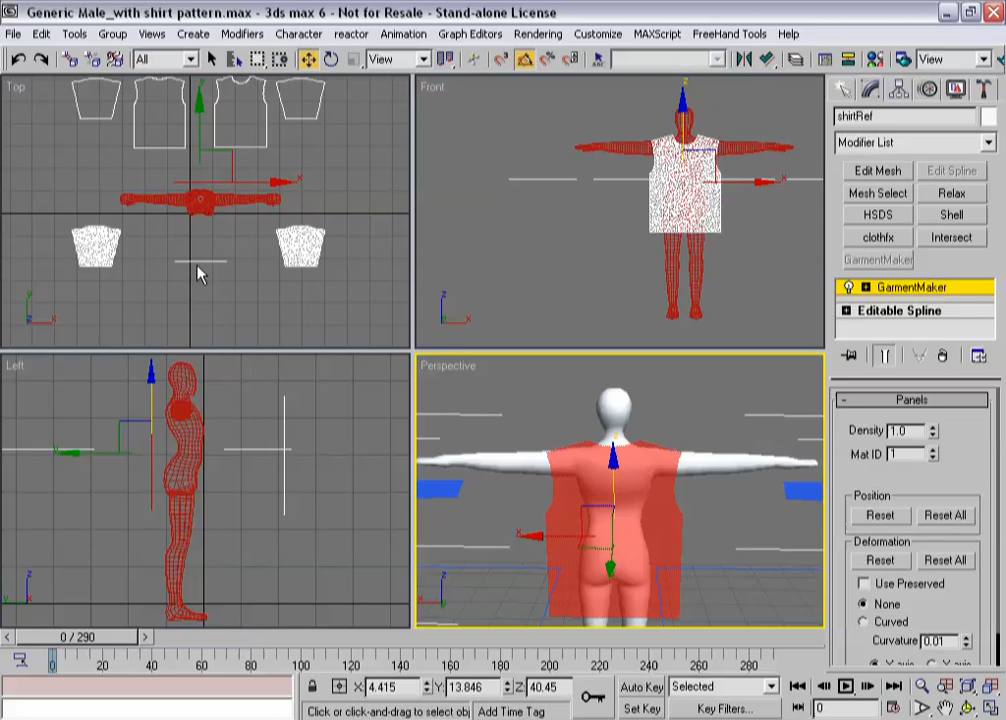 Generic Male_with shirt pattern.max - 3ds max 6 - Not for Resale - Stand-alone License
File Edit Tools Group Views Create Modifiers Character reactor Animation Graph Editors Rendering Customize MAXScript FreeHand Tools Help
All View View
Top Front
shirtRef
Modifier List
Edit Mesh Edit Spline
Mesh Select Relax
HSDS Shell
clothfx Intersect
GarmentMaker
GarmentMaker
Editable Spline
Left Perspective
Panels
Density 1.0
Mat ID 1
Position
Reset Reset All
Deformation
Reset Reset All
Use Preserved
None
Curved
Curvature 0.01
0 / 290
0 20 40 60 80 100 120 140 160 180 200 220 240 260 280
X: 4.415 Y: 13.846 Z: 40.45 Auto Key Selected
Click or click-and-drag to select obj Add Time Tag Set Key Key Filters... 0